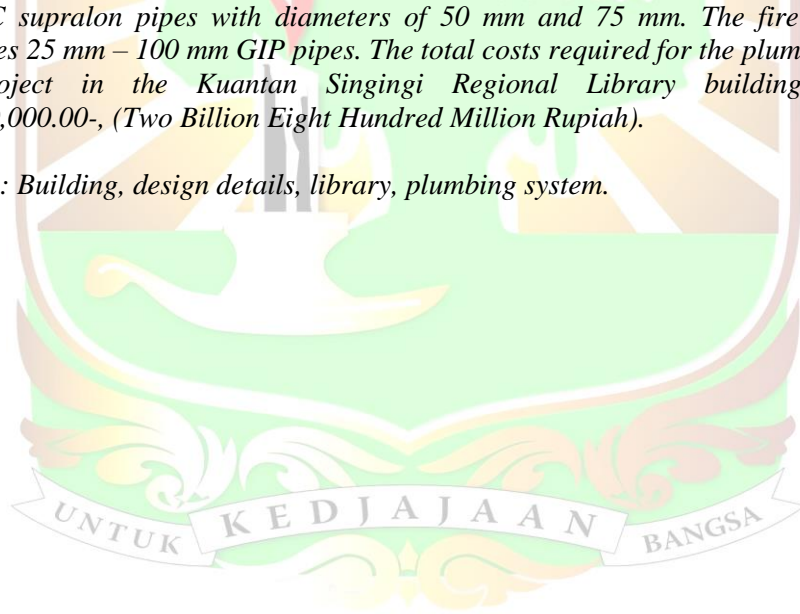 C supralon pipes with diameters of 50 mm and 75 mm. The fire
es 25 mm – 100 mm GIP pipes. The total costs required for the plum
oject in the Kuantan Singingi Regional Library building
,000.00-, (Two Billion Eight Hundred Million Rupiah).
: Building, design details, library, plumbing system.
UNTUK KEDJAJAAN BANGSA